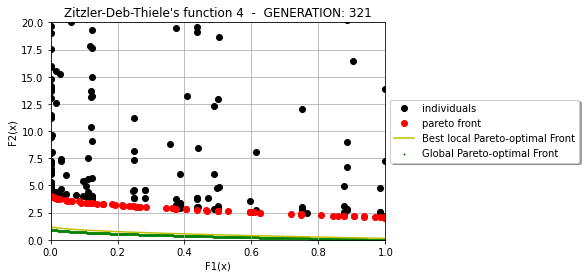 Zitzler-Deb-Thiele's function 4 - GENERATION: 321
20.0
17.5
15.0
12.5
10.0
7.5
5.0
2.5
0.0
F2(x)
0.0 0.2 0.4 0.6 0.8 1.0
F1(x)
individuals
pareto front
Best local Pareto-optimal Front
Global Pareto-optimal Front